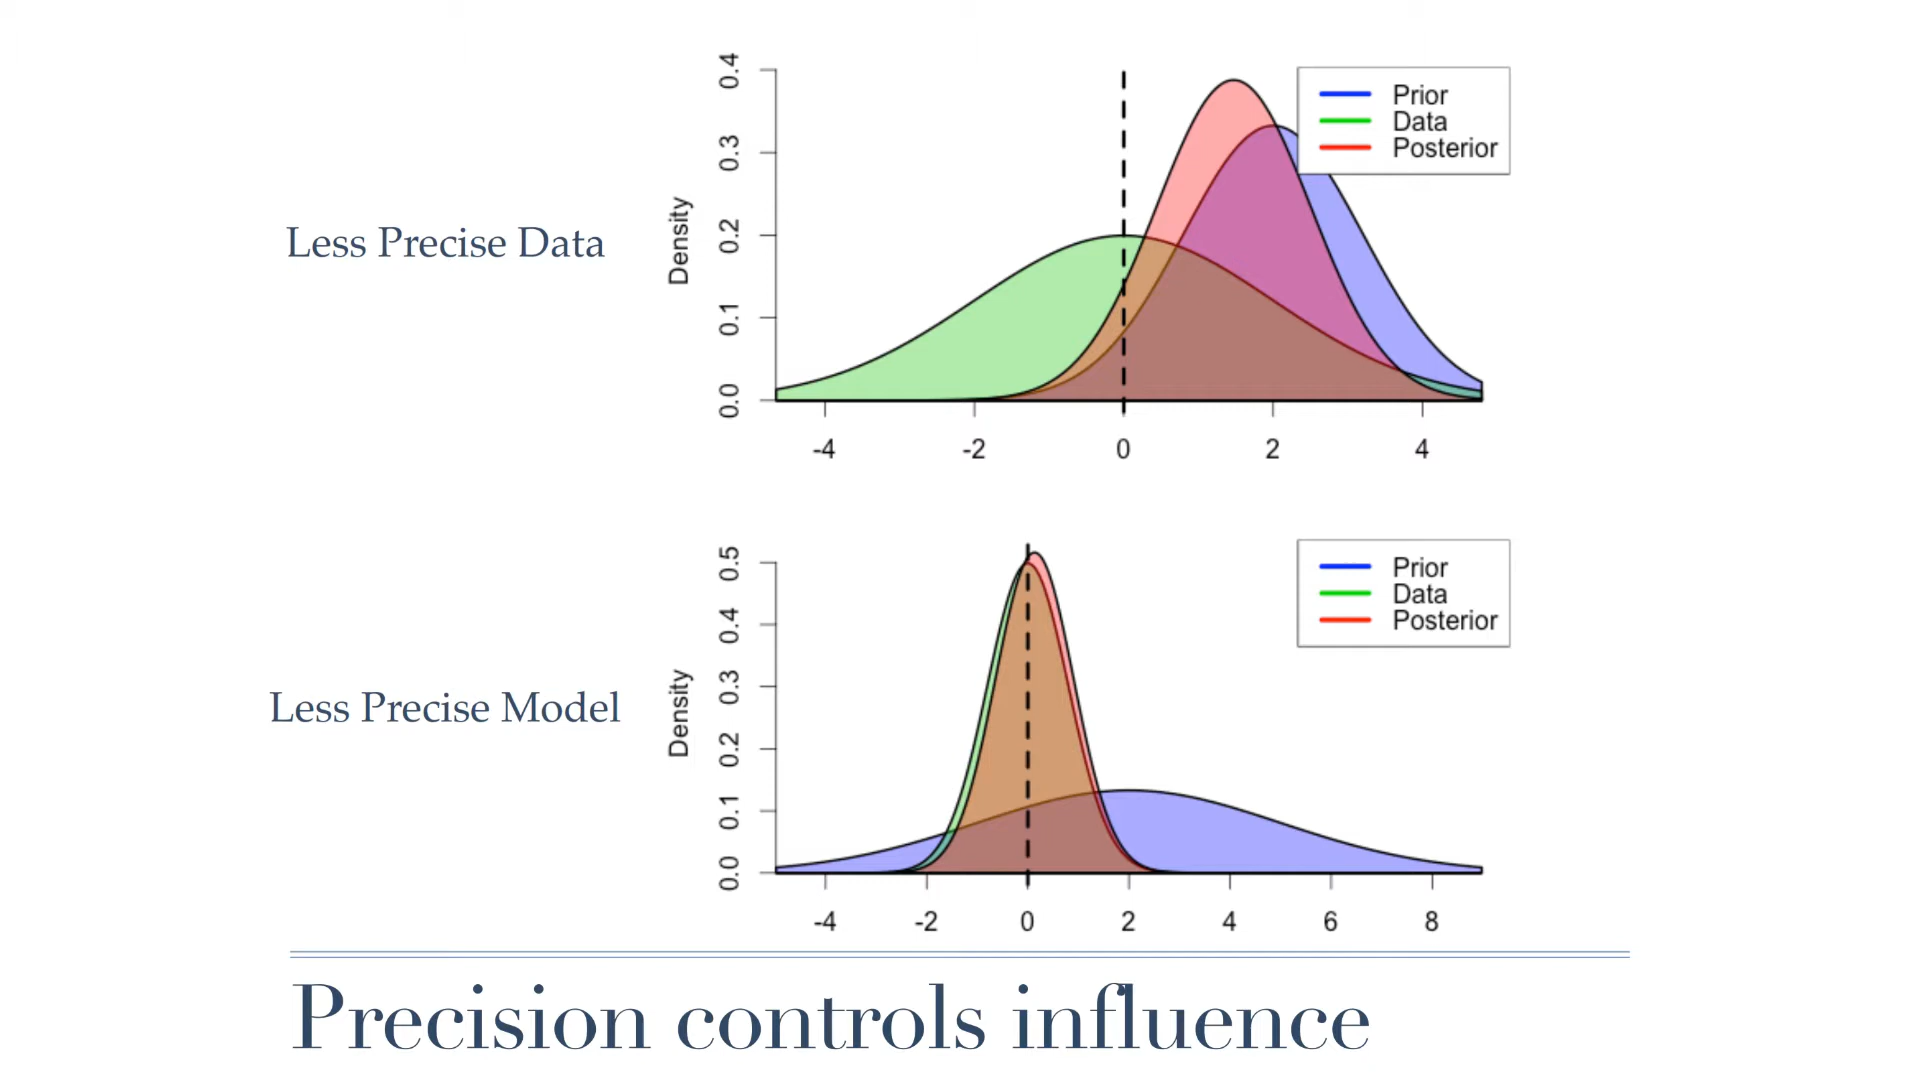 Less Precise Data
Density
0.4
0.3
0.2
0.1
0.0
-4 -2 0 2 4
Prior
Data
Posterior
Less Precise Model
Density
0.5
0.4
0.3
0.2
0.1
0.0
-4 -2 0 2 4 6 8
Prior
Data
Posterior
Precision controls influence